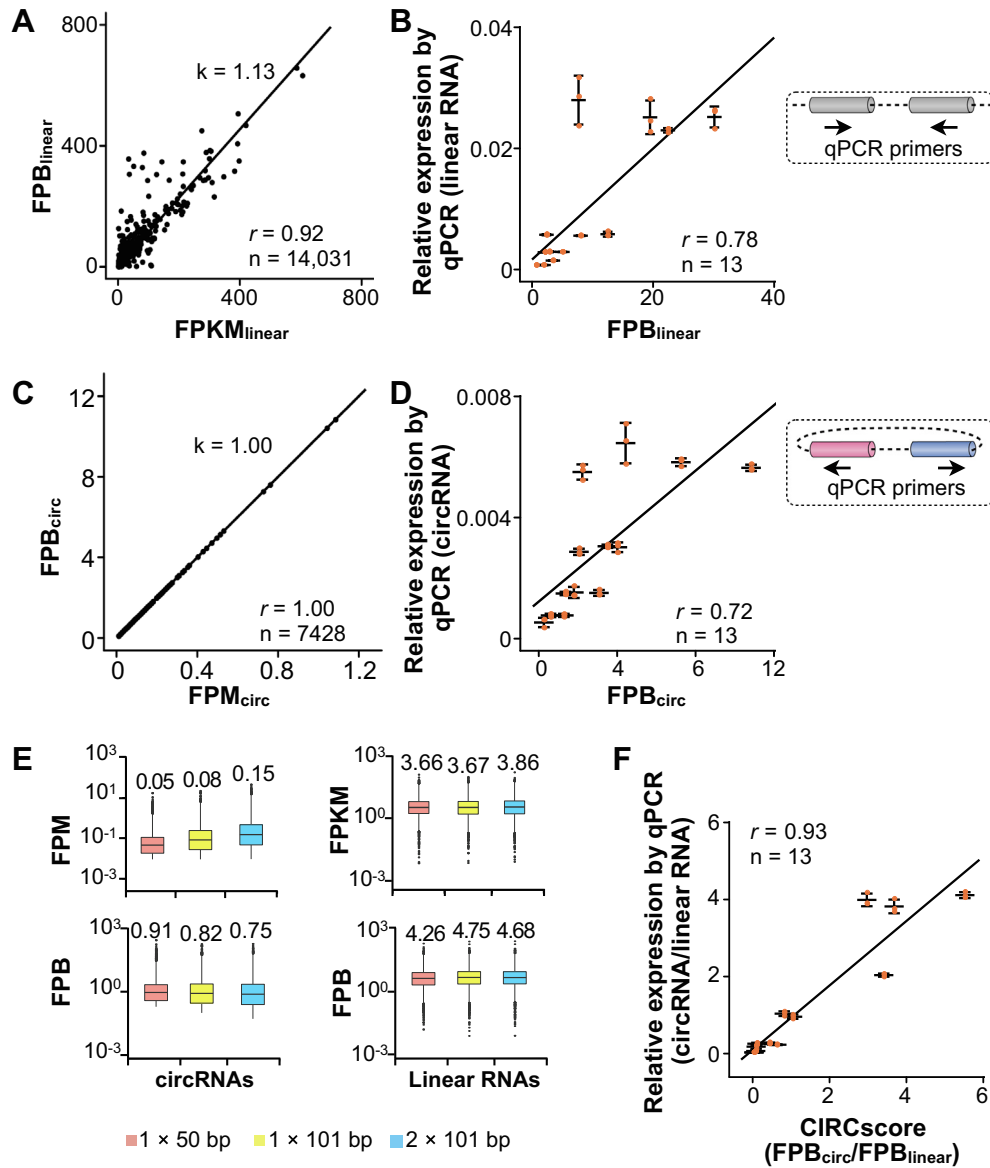 A
800
400
0
0
400
800
k = 1.13
r = 0.92
n = 14,031
FPBlinear
FPKMlinear
B
0.04
0.02
0
0
20
40
r = 0.78
n = 13
Relative expression by
qPCR (linear RNA)
FPBlinear
qPCR primers
C
12
8
4
0
0
0.4
0.8
1.2
k = 1.00
r = 1.00
n = 7428
FPBcirc
FPMcirc
D
0.008
0.004
0
0
4
6
12
r = 0.72
n = 13
Relative expression by
qPCR (circRNA)
FPBcirc
qPCR primers
E
FPM
10³
10¹
10⁻¹
10⁻³
0.05 0.08 0.15
FPKM
10³
10⁰
10⁻³
3.66 3.67 3.86
FPB
10³
10⁰
10⁻³
0.91 0.82 0.75
circRNAs
FPB
10³
10⁰
10⁻³
4.26 4.75 4.68
Linear RNAs
1 × 50 bp 1 × 101 bp 2 × 101 bp
F
6
4
2
0
0
2
4
6
r = 0.93
n = 13
Relative expression by qPCR
(circRNA/linear RNA)
CIRCscore
(FPBcirc/FPBlinear)